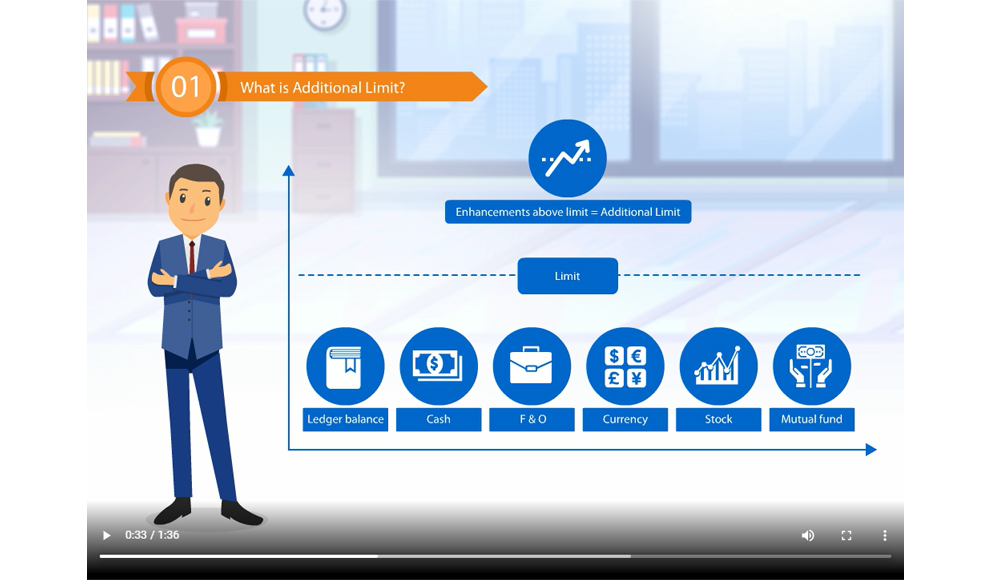 01
What is Additional Limit?
Enhancements above limit = Additional Limit
Limit
Ledger balance
Cash
F & O
Currency
Stock
Mutual fund
0:33 / 1:36